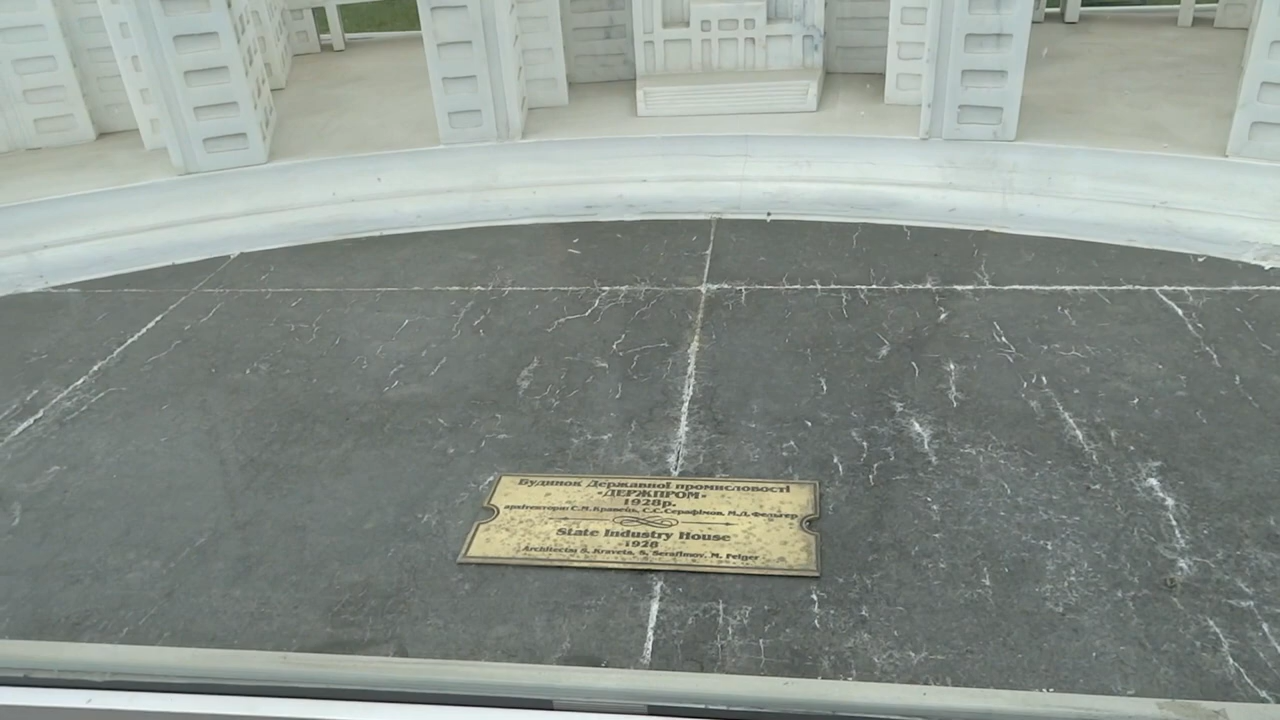 Будинок Державної промисловості
«ДЕРЖПРОМ»
1928р.
архітектори: С.М. Кравець, С.С. Серафімов, М.Д. Фельгер
State Industry House
1928
Architects: S. Kravets, S. Serafimov, M. Felger